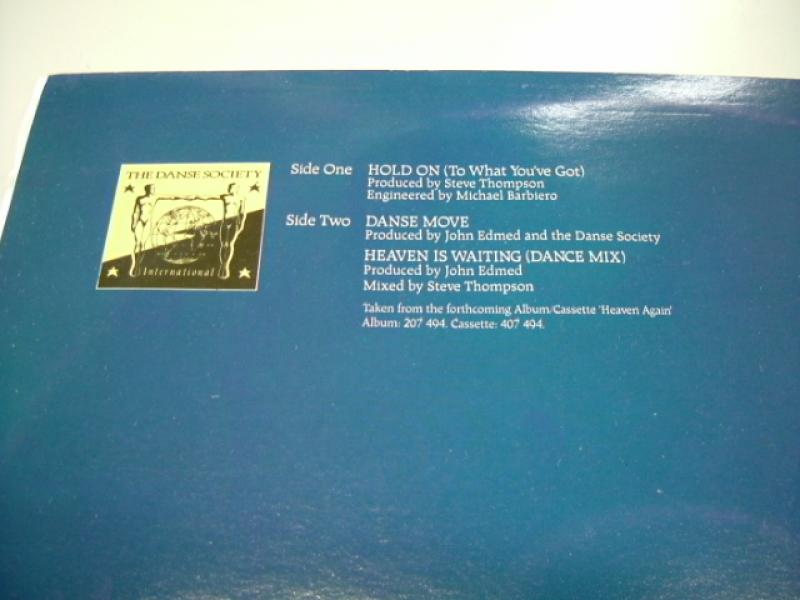 THE DANSE SOCIETY
International
Side One HOLD ON (To What You've Got)
Produced by Steve Thompson
Engineered by Michael Barbiero
Side Two DANSE MOVE
Produced by John Edmed and the Danse Society
HEAVEN IS WAITING (DANCE MIX)
Produced by John Edmed
Mixed by Steve Thompson
Taken from the forthcoming Album/Cassette 'Heaven Again'
Album: 207 494. Cassette: 407 494.